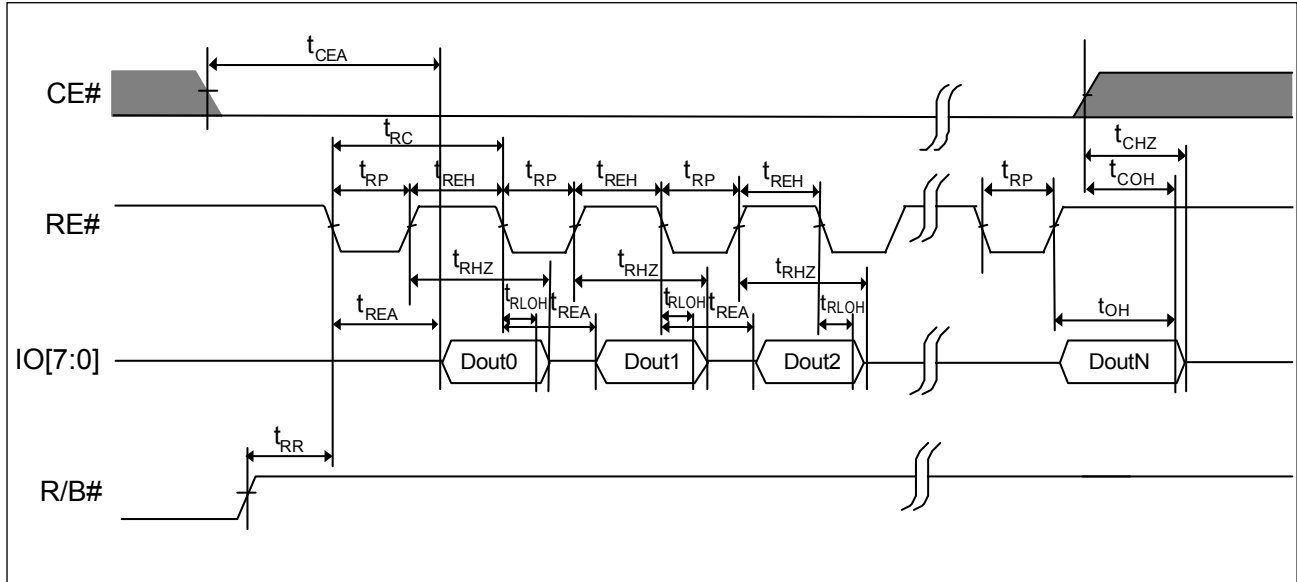 tCEA
CE#
tRC
tCHZ
tRP tREH tRP tREH tRP tREH tRP tCOH
RE#
tRHZ tRHZ tRHZ
tREA tRLOH tREA tRLOH tREA tRLOH tOH
IO[7:0] Dout0 Dout1 Dout2 DoutN
tRR
R/B#